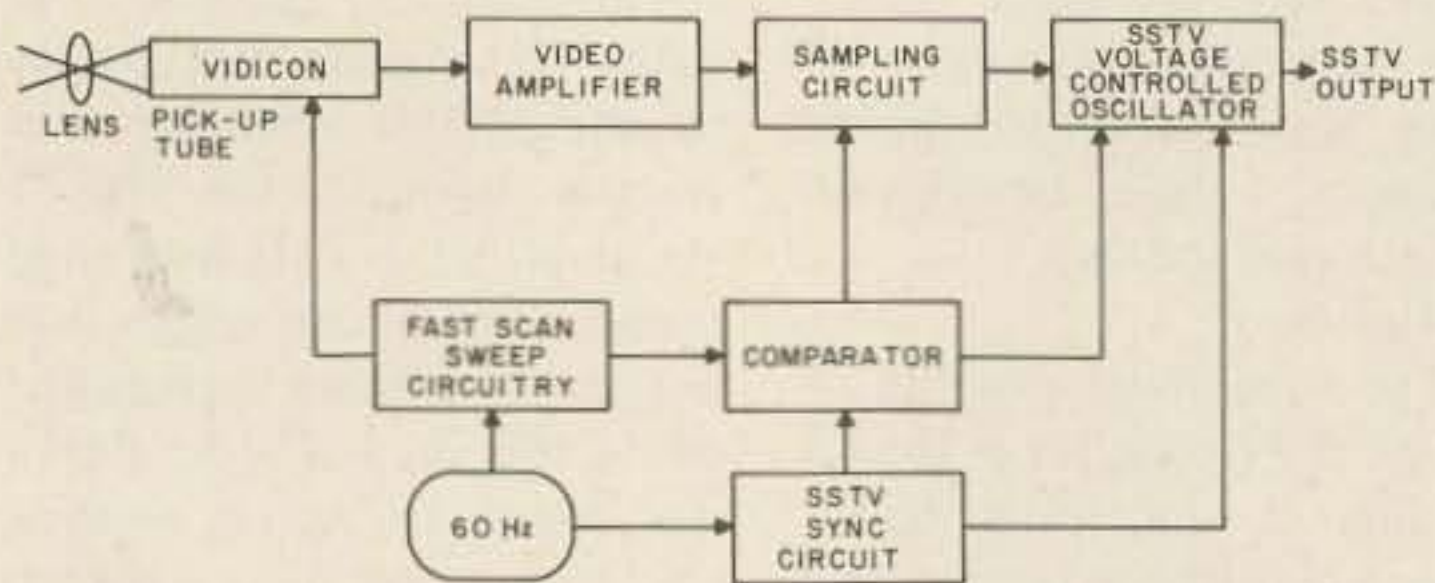 LENS
VIDICON
PICK-UP
TUBE
VIDEO
AMPLIFIER
SAMPLING
CIRCUIT
SSTV
VOLTAGE
CONTROLLED
OSCILLATOR
SSTV
OUTPUT
FAST SCAN
SWEEP
CIRCUITRY
COMPARATOR
60 Hz
SSTV
SYNC
CIRCUIT